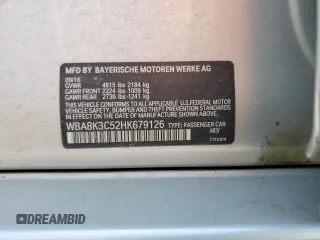 MFD BY BAYERISCHE MOTOREN WERKE AG
09/16
GVWR 4815 lbs 2184 kg
GAWR FRONT 2224 lbs 1009 kg
GAWR REAR 2736 lbs 1241 kg
THIS VEHICLE CONFORMS TO ALL APPLICABLE U.S. FEDERAL MOTOR
VEHICLE SAFETY, BUMPER AND THEFT PREVENTION STANDARDS
IN EFFECT ON THE DATE OF MANUFACTURE SHOWN ABOVE.
WBA8K3C52HK679126 TYPE: PASSENGER CAR
A83/
DREAMBID